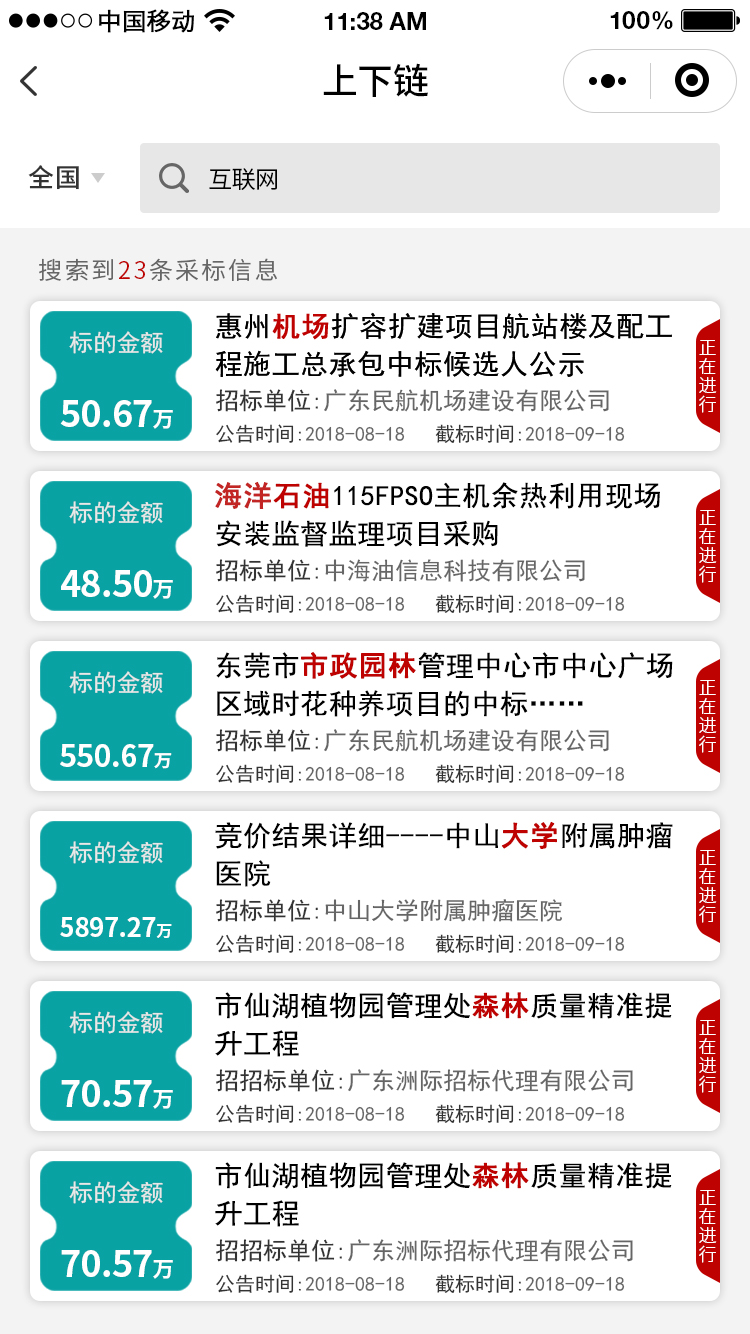 中国移动 11:38 AM 100%
上下链
全国 互联网
搜索到23条采标信息
标的金额
50.67万
惠州机场扩容扩建项目航站楼及配工
程施工总承包中标候选人公示
招标单位:广东民航机场建设有限公司
公告时间:2018-08-18 截标时间:2018-09-18
正在进行
标的金额
48.50万
海洋石油115FPSO主机余热利用现场
安装监督监理项目采购
招标单位:中海油信息科技有限公司
公告时间:2018-08-18 截标时间:2018-09-18
正在进行
标的金额
550.67万
东莞市市政园林管理中心市中心广场
区域时花种养项目的中标······
招标单位:广东民航机场建设有限公司
公告时间:2018-08-18 截标时间:2018-09-18
正在进行
标的金额
5897.27万
竞价结果详细----中山大学附属肿瘤
医院
招标单位:中山大学附属肿瘤医院
公告时间:2018-08-18 截标时间:2018-09-18
正在进行
标的金额
70.57万
市仙湖植物园管理处森林质量精准提
升工程
招招标单位:广东洲际招标代理有限公司
公告时间:2018-08-18 截标时间:2018-09-18
正在进行
标的金额
70.57万
市仙湖植物园管理处森林质量精准提
升工程
招招标单位:广东洲际招标代理有限公司
公告时间:2018-08-18 截标时间:2018-09-18
正在进行